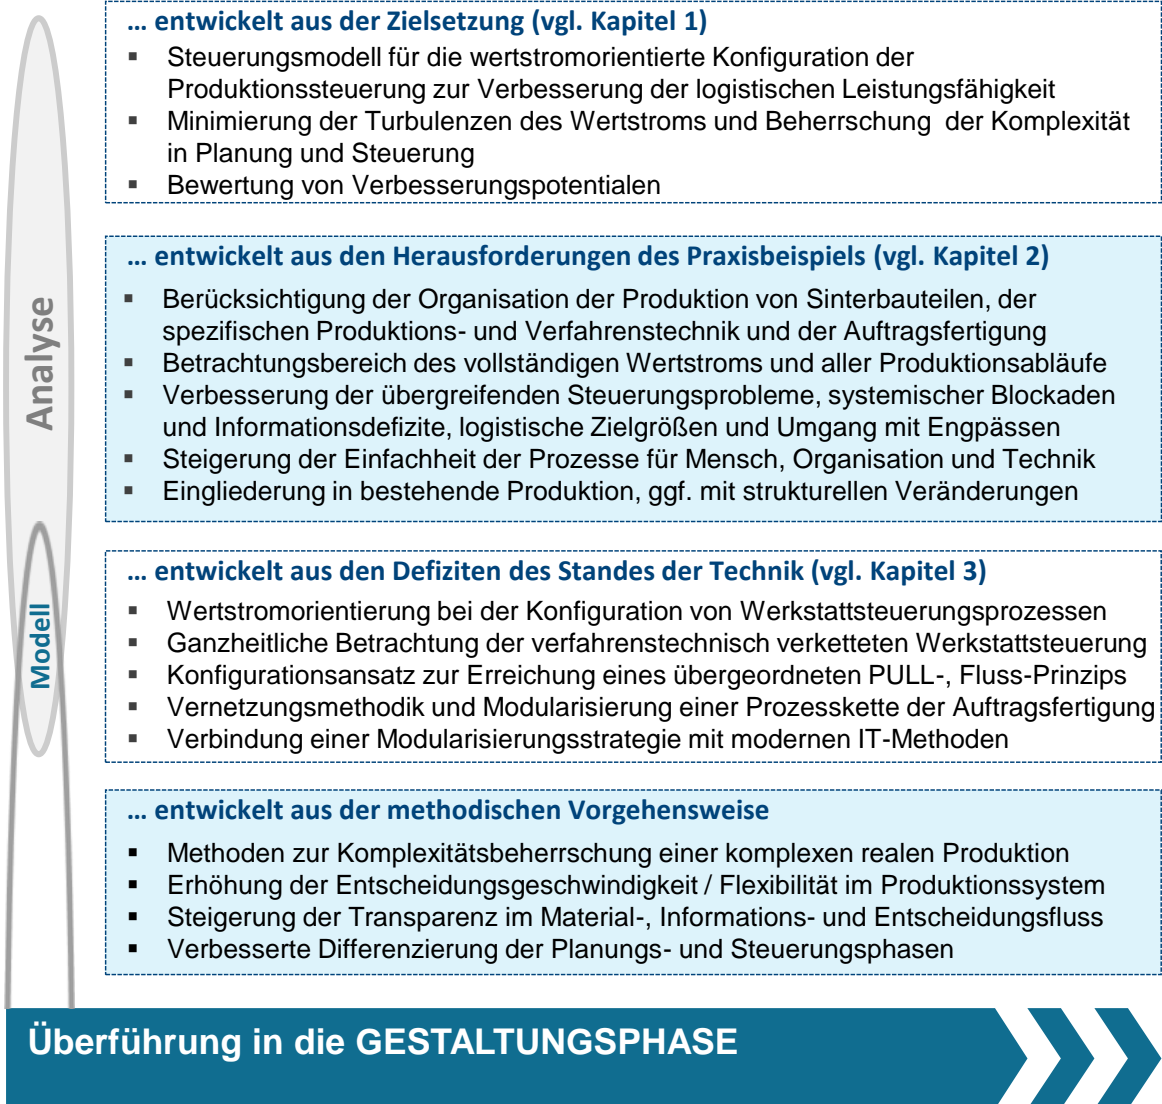 ... entwickelt aus der Zielsetzung (vgl. Kapitel 1)
▪ Steuerungsmodell für die wertstromorientierte Konfiguration der
Produktionssteuerung zur Verbesserung der logistischen Leistungsfähigkeit
▪ Minimierung der Turbulenzen des Wertstroms und Beherrschung der Komplexität
in Planung und Steuerung
▪ Bewertung von Verbesserungspotentialen
... entwickelt aus den Herausforderungen des Praxisbeispiels (vgl. Kapitel 2)
▪ Berücksichtigung der Organisation der Produktion von Sinterbauteilen, der
spezifischen Produktions- und Verfahrenstechnik und der Auftragsfertigung
▪ Betrachtungsbereich des vollständigen Wertstroms und aller Produktionsabläufe
▪ Verbesserung der übergreifenden Steuerungsprobleme, systemischer Blockaden
und Informationsdefizite, logistische Zielgrößen und Umgang mit Engpässen
▪ Steigerung der Einfachheit der Prozesse für Mensch, Organisation und Technik
▪ Eingliederung in bestehende Produktion, ggf. mit strukturellen Veränderungen
Analyse
... entwickelt aus den Defiziten des Standes der Technik (vgl. Kapitel 3)
▪ Wertstromorientierung bei der Konfiguration von Werkstattsteuerungsprozessen
▪ Ganzheitliche Betrachtung der verfahrenstechnisch verketteten Werkstattsteuerung
▪ Konfigurationsansatz zur Erreichung eines übergeordneten PULL-, Fluss-Prinzips
▪ Vernetzungsmethodik und Modularisierung einer Prozesskette der Auftragsfertigung
▪ Verbindung einer Modularisierungsstrategie mit modernen IT-Methoden
Modell
... entwickelt aus der methodischen Vorgehensweise
▪ Methoden zur Komplexitätsbeherrschung einer komplexen realen Produktion
▪ Erhöhung der Entscheidungsgeschwindigkeit / Flexibilität im Produktionssystem
▪ Steigerung der Transparenz im Material-, Informations- und Entscheidungsfluss
▪ Verbesserte Differenzierung der Planungs- und Steuerungsphasen
Überführung in die GESTALTUNGSPHASE